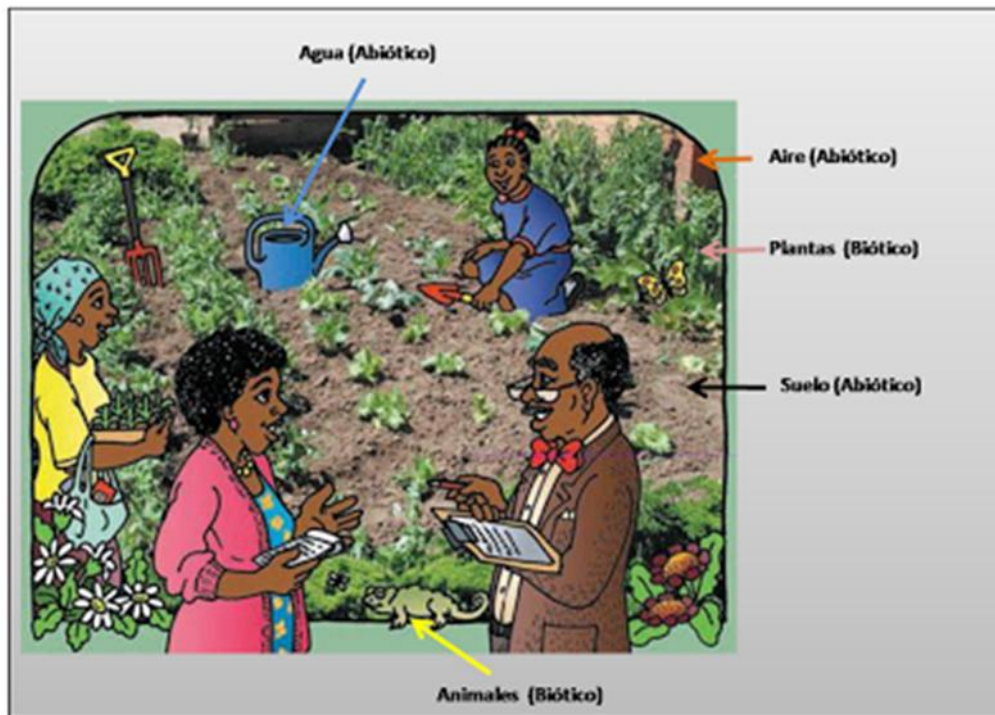 Agua (Abiótico)
Aire (Abiótico)
Plantas (Biótico)
Suelo (Abiótico)
Animales (Biótico)